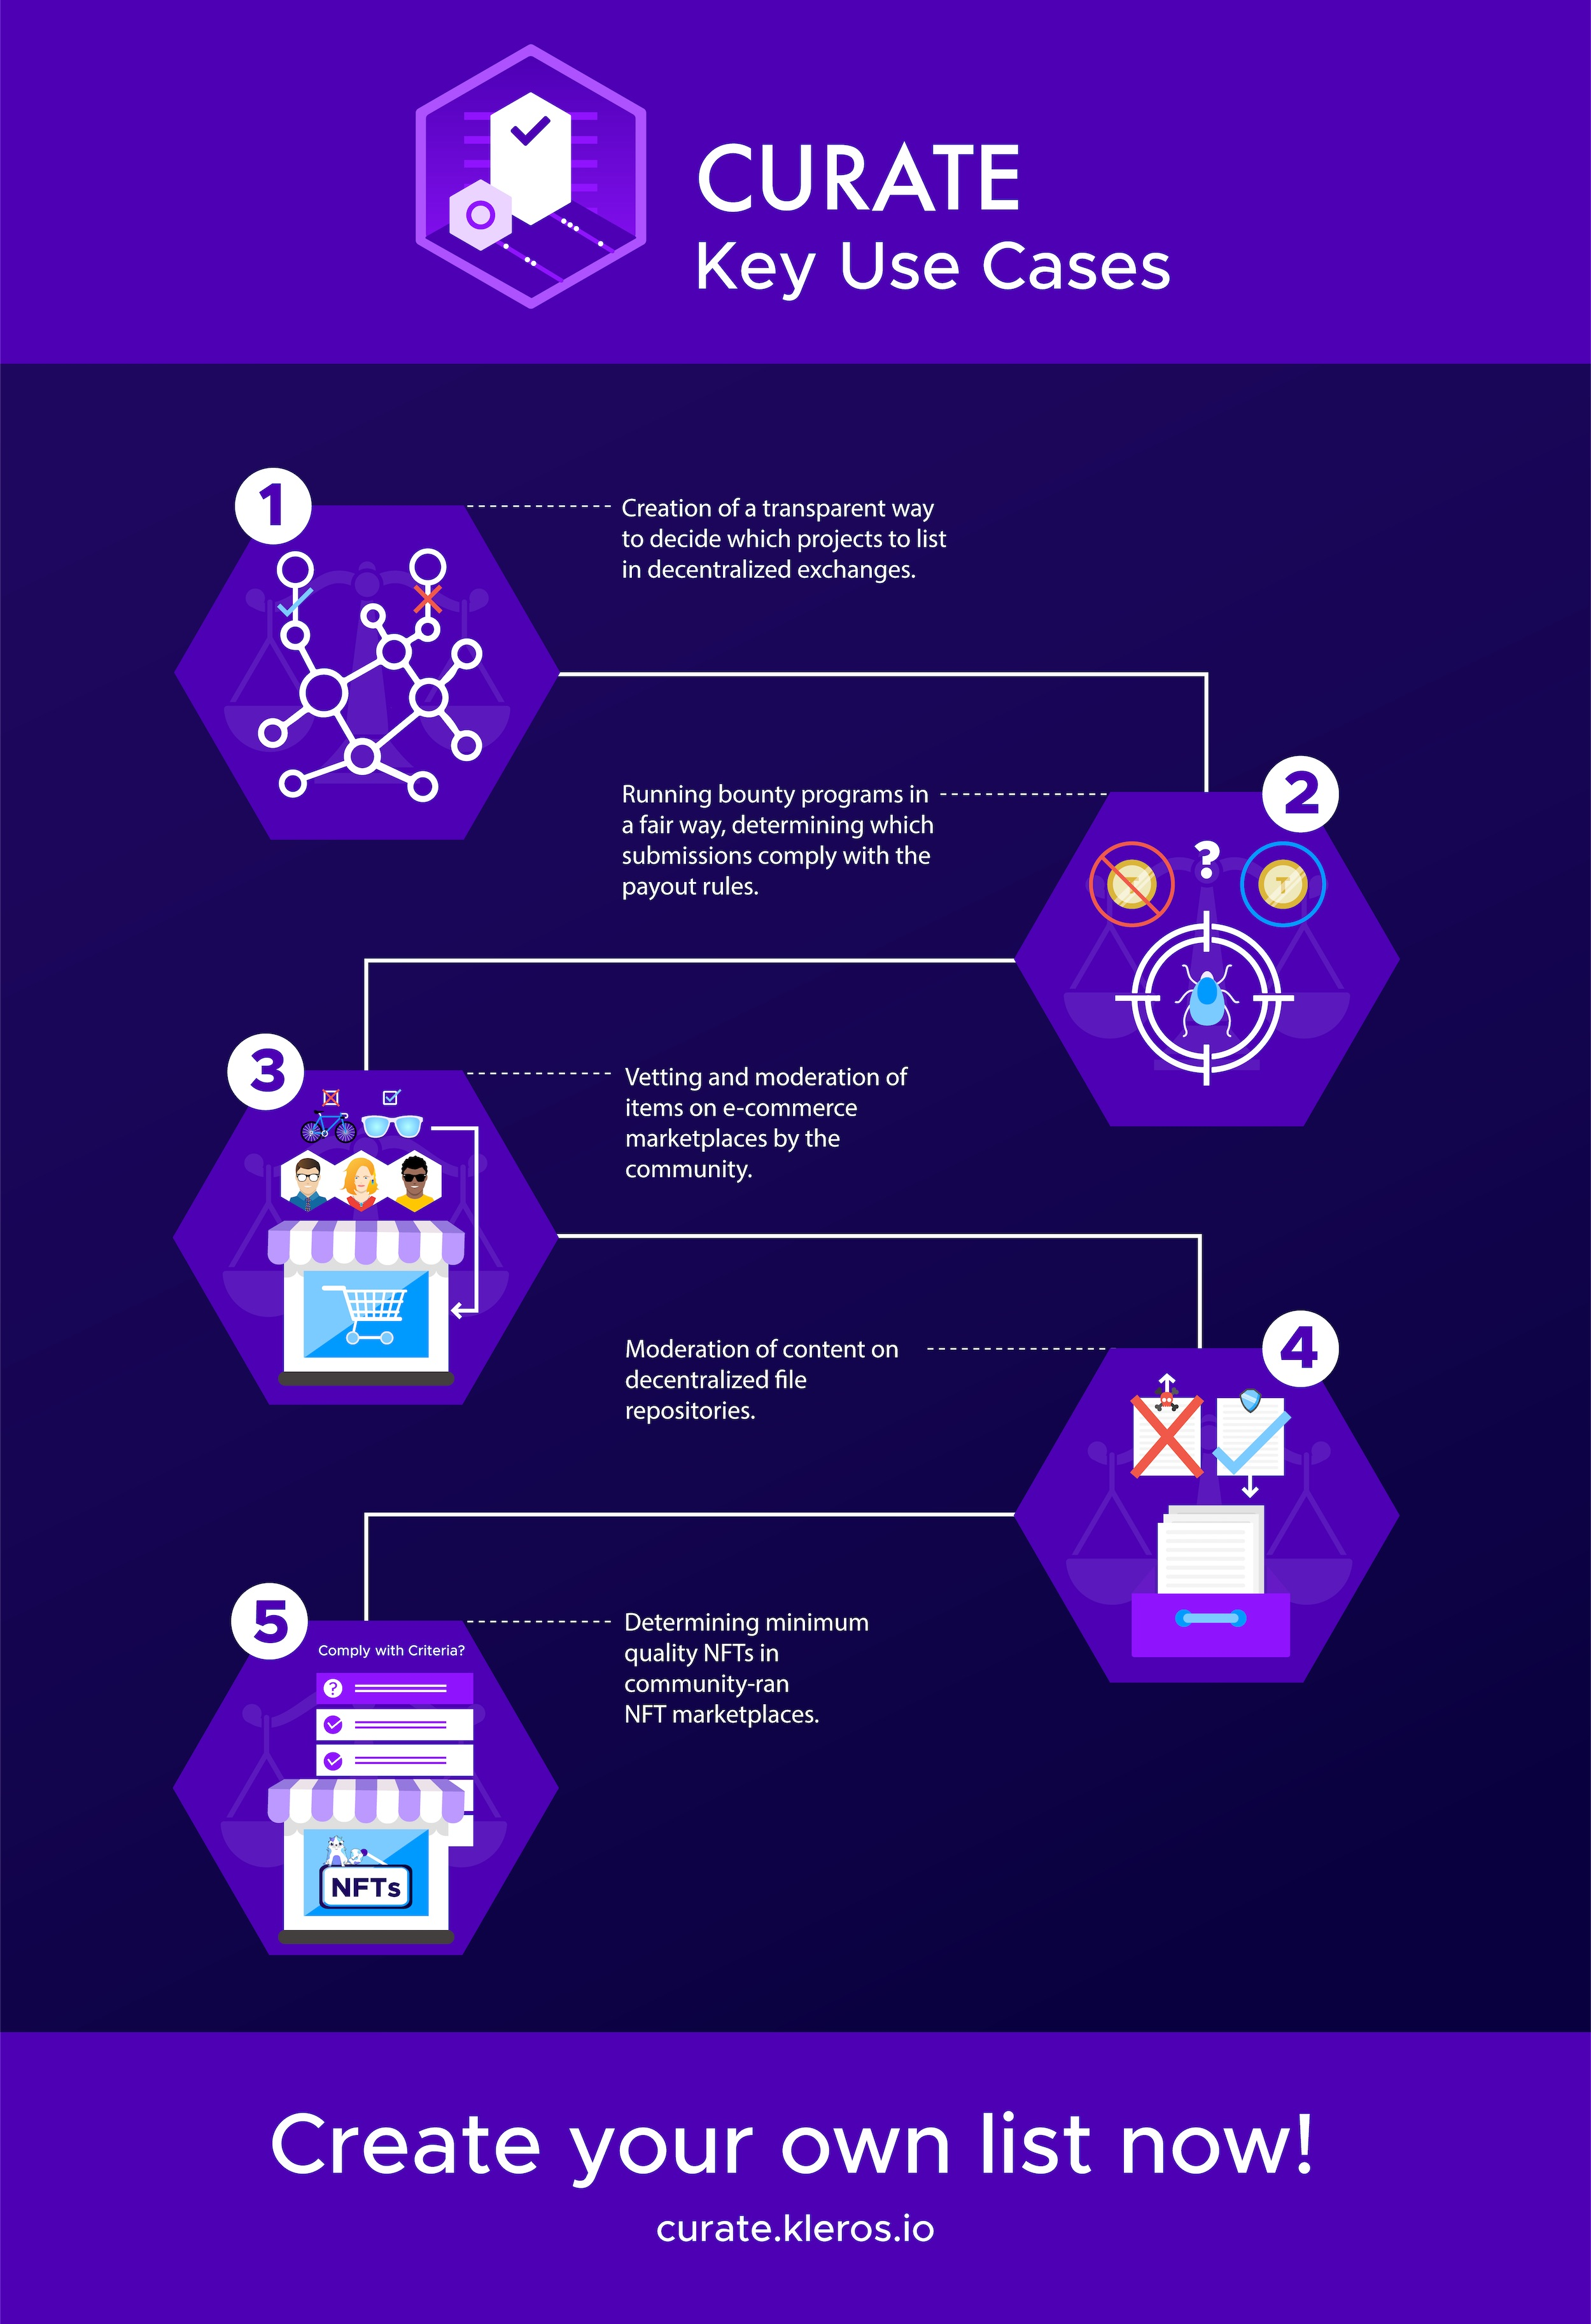 CURATE
Key Use Cases
1
Creation of a transparent way
to decide which projects to list
in decentralized exchanges.
2
Running bounty programs in
a fair way, determining which
submissions comply with the
payout rules.
?
T
T
3
Vetting and moderation of
items on e-commerce
marketplaces by the
community.
4
Moderation of content on
decentralized file
repositories.
5
Determining minimum
quality NFTs in
community-ran
NFT marketplaces.
Comply with Criteria?
?
NFTs
Create your own list now!
curate.kleros.io